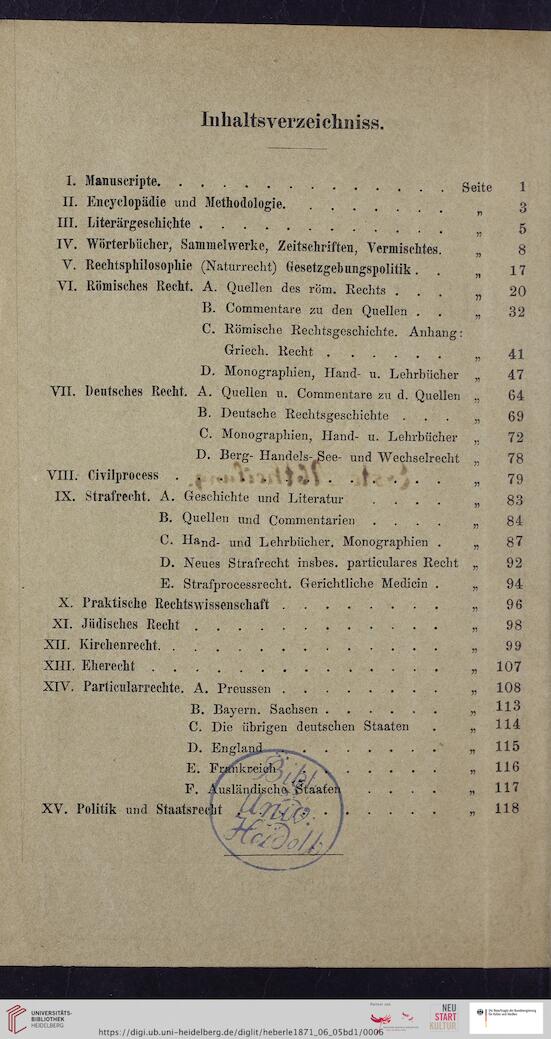 Inhaltsverzeichniss.
I. Manuscripte. . . . . . . . . . . . . . Seite 1
II. Encyclopädie und Methodologie. . . . . . . . „ 3
III. Literärgeschichte . . . . . . . . . . . „ 5
IV. Wörterbücher, Sammelwerke, Zeitschriften, Vermischtes. „ 8
V. Rechtsphilosophie (Naturrecht) Gesetzgebungspolitik . . „ 17
VI. Römisches Recht. A. Quellen des röm. Rechts . . . „ 20
B. Commentare zu den Quellen . . „ 32
C. Römische Rechtsgeschichte. Anhang:
Griech. Recht . . . . . . „ 41
D. Monographien, Hand- u. Lehrbücher „ 47
VII. Deutsches Recht. A. Quellen u. Commentare zu d. Quellen „ 64
B. Deutsche Rechtsgeschichte . . . „ 69
C. Monographien, Hand- u. Lehrbücher „ 72
D. Berg- Handels- See- und Wechselrecht „ 78
VIII. Civilprocess . . . . . . . . . . „ 79
IX. Strafrecht. A. Geschichte und Literatur . . . . „ 83
B. Quellen und Commentarien . . . . „ 84
C. Hand- und Lehrbücher, Monographien . „ 87
D. Neues Strafrecht insbes. particulares Recht „ 92
E. Strafprocessrecht. Gerichtliche Medicin . „ 94
X. Praktische Rechtswissenschaft . . . . . . . „ 96
XI. Jüdisches Recht . . . . . . . . . . „ 98
XII. Kirchenrecht. . . . . . . . . . . . „ 99
XIII. Eherecht . . . . . . . . . . . . „ 107
XIV. Particularrechte. A. Preussen . . . . . . . „ 108
B. Bayern. Sachsen . . . . . . „ 113
C. Die übrigen deutschen Staaten . „ 114
D. England . . . . . . . . „ 115
E. Frankreich . . . . . . . „ 116
F. Ausländische Staaten . . . . „ 117
XV. Politik und Staatsrecht . . . . . . . . . „ 118
Bibl.
Univ.
Heidelb.
UNIVERSITÄTS-
BIBLIOTHEK
HEIDELBERG
https://digi.ub.uni-heidelberg.de/diglit/heberle1871_06_05bd1/0006
NEU
START
KULTUR